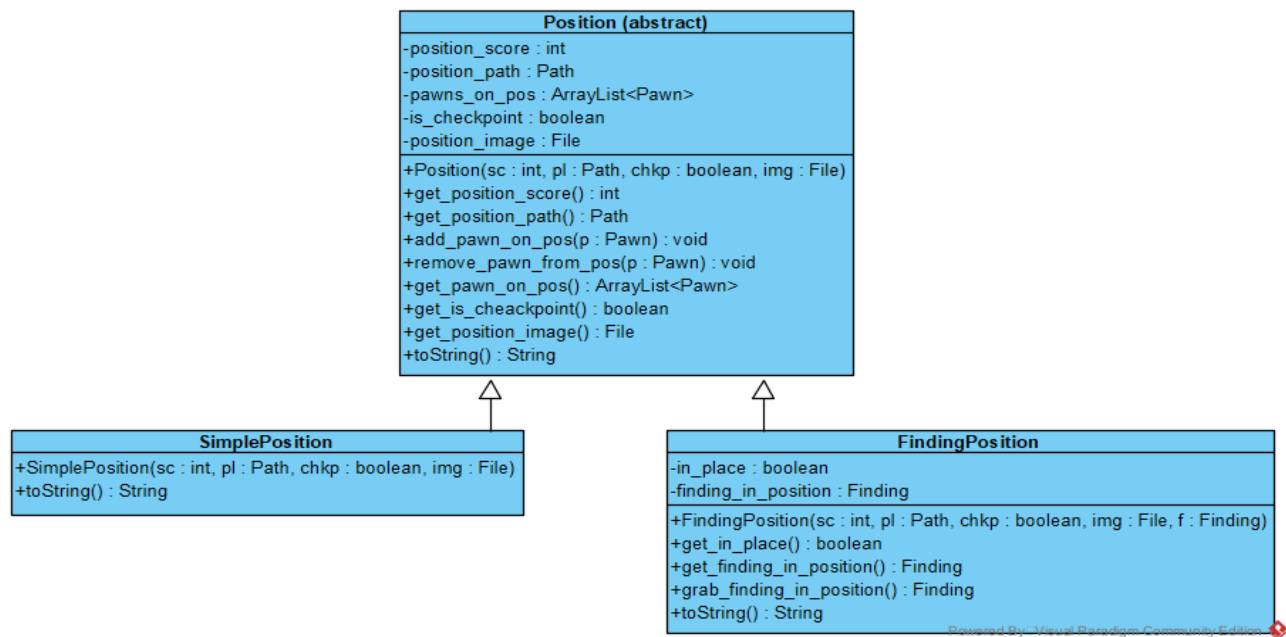 Position (abstract)
-position_score : int
-position_path : Path
-pawns_on_pos : ArrayList<Pawn>
-is_checkpoint : boolean
-position_image : File
+Position(sc : int, pl : Path, chkp : boolean, img : File)
+get_position_score() : int
+get_position_path() : Path
+add_pawn_on_pos(p : Pawn) : void
+remove_pawn_from_pos(p : Pawn) : void
+get_pawn_on_pos() : ArrayList<Pawn>
+get_is_cheackpoint() : boolean
+get_position_image() : File
+toString() : String
SimplePosition
+SimplePosition(sc : int, pl : Path, chkp : boolean, img : File)
+toString() : String
FindingPosition
-in_place : boolean
-finding_in_position : Finding
+FindingPosition(sc : int, pl : Path, chkp : boolean, img : File, f : Finding)
+get_in_place() : boolean
+get_finding_in_position() : Finding
+grab_finding_in_position() : Finding
+toString() : String
Powered By Visual Paradigm Community Edition